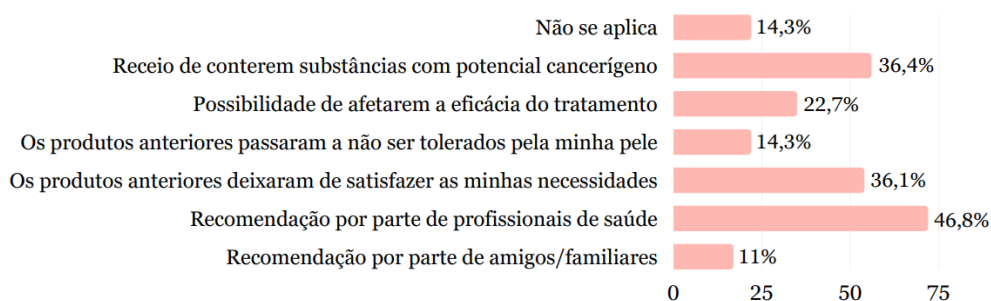 Não se aplica 14,3%
Receio de conterem substâncias com potencial cancerígeno 36,4%
Possibilidade de afetarem a eficácia do tratamento 22,7%
Os produtos anteriores passaram a não ser tolerados pela minha pele 14,3%
Os produtos anteriores deixaram de satisfazer as minhas necessidades 36,1%
Recomendação por parte de profissionais de saúde 46,8%
Recomendação por parte de amigos/familiares 11%
0 25 50 75